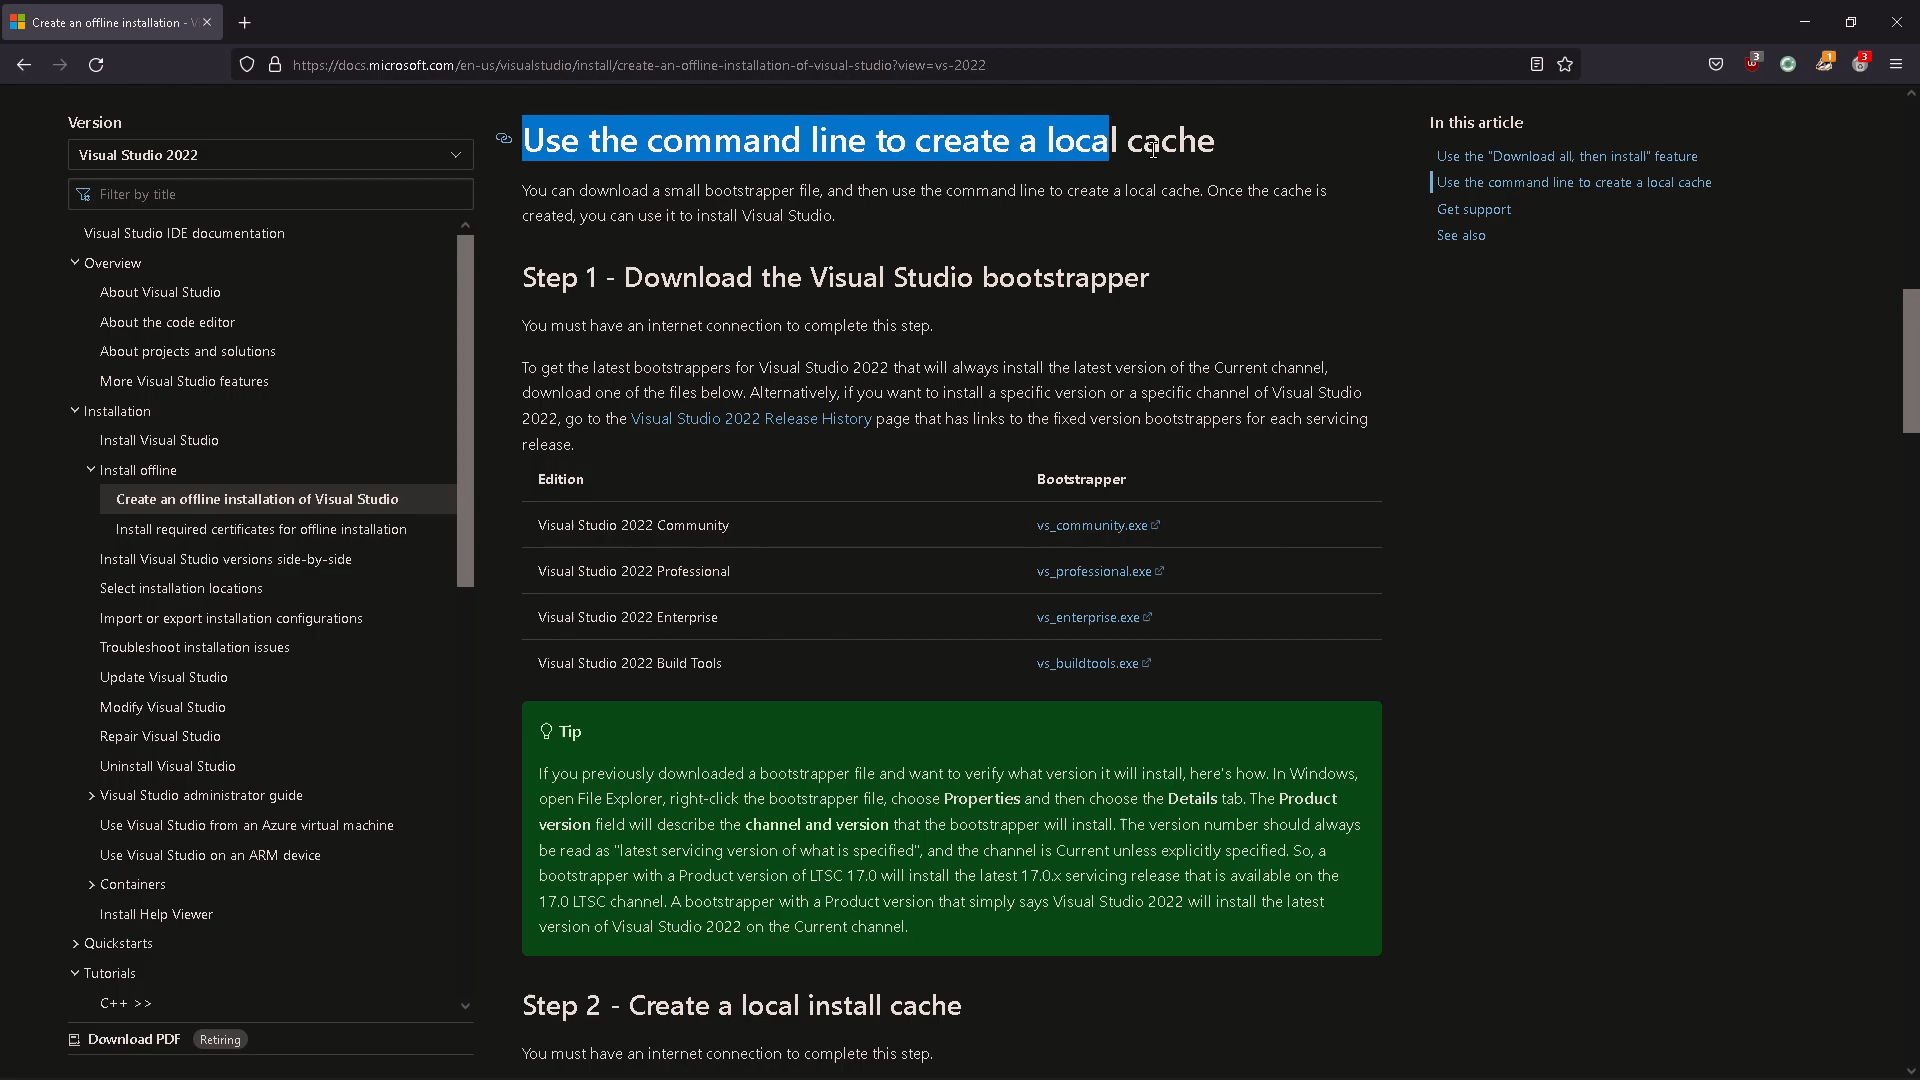 Create an offline installation - V
https://docs.microsoft.com/en-us/visualstudio/install/create-an-offline-installation-of-visual-studio?view=vs-2022
3
1
3
Version
Visual Studio 2022
Filter by title
Visual Studio IDE documentation
Overview
About Visual Studio
About the code editor
About projects and solutions
More Visual Studio features
Installation
Install Visual Studio
Install offline
Create an offline installation of Visual Studio
Install required certificates for offline installation
Install Visual Studio versions side-by-side
Select installation locations
Import or export installation configurations
Troubleshoot installation issues
Update Visual Studio
Modify Visual Studio
Repair Visual Studio
Uninstall Visual Studio
Visual Studio administrator guide
Use Visual Studio from an Azure virtual machine
Use Visual Studio on an ARM device
Containers
Install Help Viewer
Quickstarts
Tutorials
C++ >>
Download PDF Retiring
Use the command line to create a local cache
You can download a small bootstrapper file, and then use the command line to create a local cache. Once the cache is
created, you can use it to install Visual Studio.
Step 1 - Download the Visual Studio bootstrapper
You must have an internet connection to complete this step.
To get the latest bootstrappers for Visual Studio 2022 that will always install the latest version of the Current channel,
download one of the files below. Alternatively, if you want to install a specific version or a specific channel of Visual Studio
2022, go to the Visual Studio 2022 Release History page that has links to the fixed version bootstrappers for each servicing
release.
Edition Bootstrapper
Visual Studio 2022 Community vs_community.exe
Visual Studio 2022 Professional vs_professional.exe
Visual Studio 2022 Enterprise vs_enterprise.exe
Visual Studio 2022 Build Tools vs_buildtools.exe
Tip
If you previously downloaded a bootstrapper file and want to verify what version it will install, here's how. In Windows,
open File Explorer, right-click the bootstrapper file, choose Properties and then choose the Details tab. The Product
version field will describe the channel and version that the bootstrapper will install. The version number should always
be read as "latest servicing version of what is specified", and the channel is Current unless explicitly specified. So, a
bootstrapper with a Product version of LTSC 17.0 will install the latest 17.0.x servicing release that is available on the
17.0 LTSC channel. A bootstrapper with a Product version that simply says Visual Studio 2022 will install the latest
version of Visual Studio 2022 on the Current channel.
Step 2 - Create a local install cache
You must have an internet connection to complete this step.
In this article
Use the "Download all, then install" feature
Use the command line to create a local cache
Get support
See also